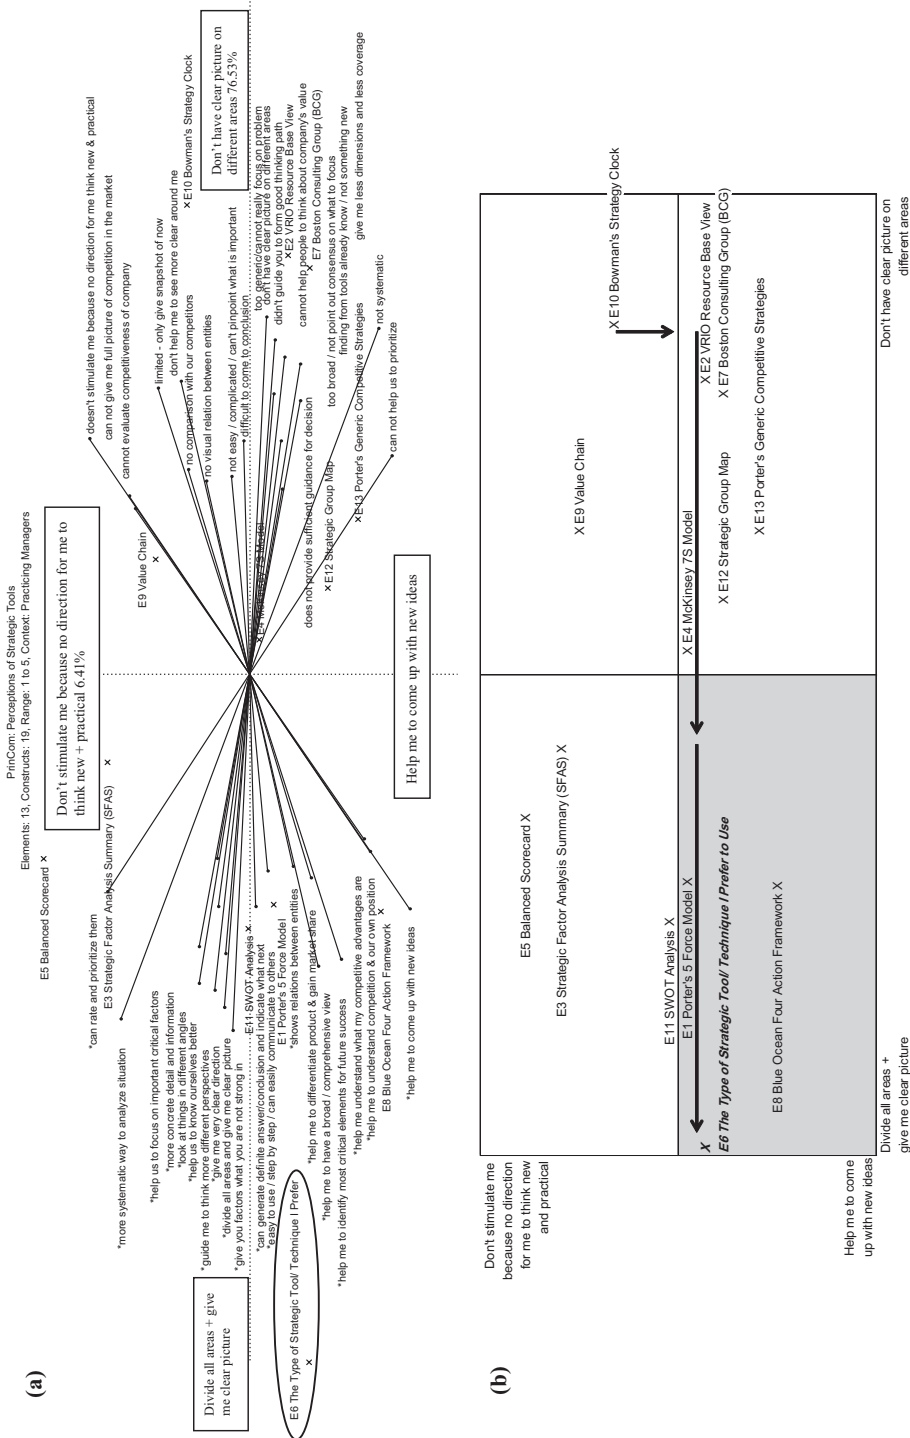 (a)
PrinCom: Perceptions of Strategic Tools
Elements: 13, Constructs: 19, Range: 1 to 5, Context: Practicing Managers
Don't stimulate me because no direction for me to
think new + practical 6.41%
E5 Balanced Scorecard ×
*can rate and prioritize them
E3 Strategic Factor Analysis Summary (SFAS) ×
*more systematic way to analyze situation
*help us to focus on important critical factors
*more concrete detail and information
*look at things in different angles
*help us to know ourselves better
*guide me to think more different perspectives
*give me very clear direction
*divide all areas and give me clear picture
*give you factors what you are not strong in
E11 SWOT Analysis ×
*can generate definite answer/conclusion and indicate what next
*easy to use / step by step / can easily communicate to others
E1 Porter's 5 Force Model ×
*shows relations between entities
*help me to differentiate product & gain market share
*help me to have a broad / comprehensive view
*help me to identify most critical elements for future success
*help me understand what my competitive advantages are
*help me to understand competition & our own position
E8 Blue Ocean Four Action Framework ×
*help me to come up with new ideas
Divide all areas + give
me clear picture
E6 The Type of Strategic Tool/ Technique I Prefer
×
doesn't stimulate me because no direction for me think new & practical
can not give me full picture of competition in the market
cannot evaluate competitiveness of company
E9 Value Chain
×
limited - only give snapshot of now
don't help me to see more clear around me
×E10 Bowman's Strategy Clock
no comparison with our competitors
no visual relation between entities
not easy / complicated / can't pinpoint what is important
difficult to come to conclusion
Don't have clear picture on
different areas 76.53%
too generic/cannot really focus on problem
don't have clear picture on different areas
didn't guide you to form good thinking path
×E2 VRIO Resource Base View
cannot help people to think about company's value
× E7 Boston Consulting Group (BCG)
×E4 McKinsey 7S Model
does not provide sufficient guidance for decision
too broad / not point out consensus on what to focus
finding from tools already know / not something new
give me less dimensions and less coverage
×E12 Strategic Group Map
×E13 Porter's Generic Competitive Strategies
not systematic
can not help us to prioritize
Help me to come up with new ideas
(b)
Don't stimulate me
because no direction
for me to think new
and practical
E5 Balanced Scorecard X
E3 Strategic Factor Analysis Summary (SFAS) X
X E9 Value Chain
X E10 Bowman's Strategy Clock
E11 SWOT Analysis X
E1 Porter's 5 Force Model X
X E4 McKinsey 7S Model
X
E6 The Type of Strategic Tool/ Technique I Prefer to Use
X E2 VRIO Resource Base View
X E7 Boston Consulting Group (BCG)
X E12 Strategic Group Map
X E13 Porter's Generic Competitive Strategies
E8 Blue Ocean Four Action Framework X
Help me to come
up with new ideas
Divide all areas +
give me clear picture
Don't have clear picture on
different areas